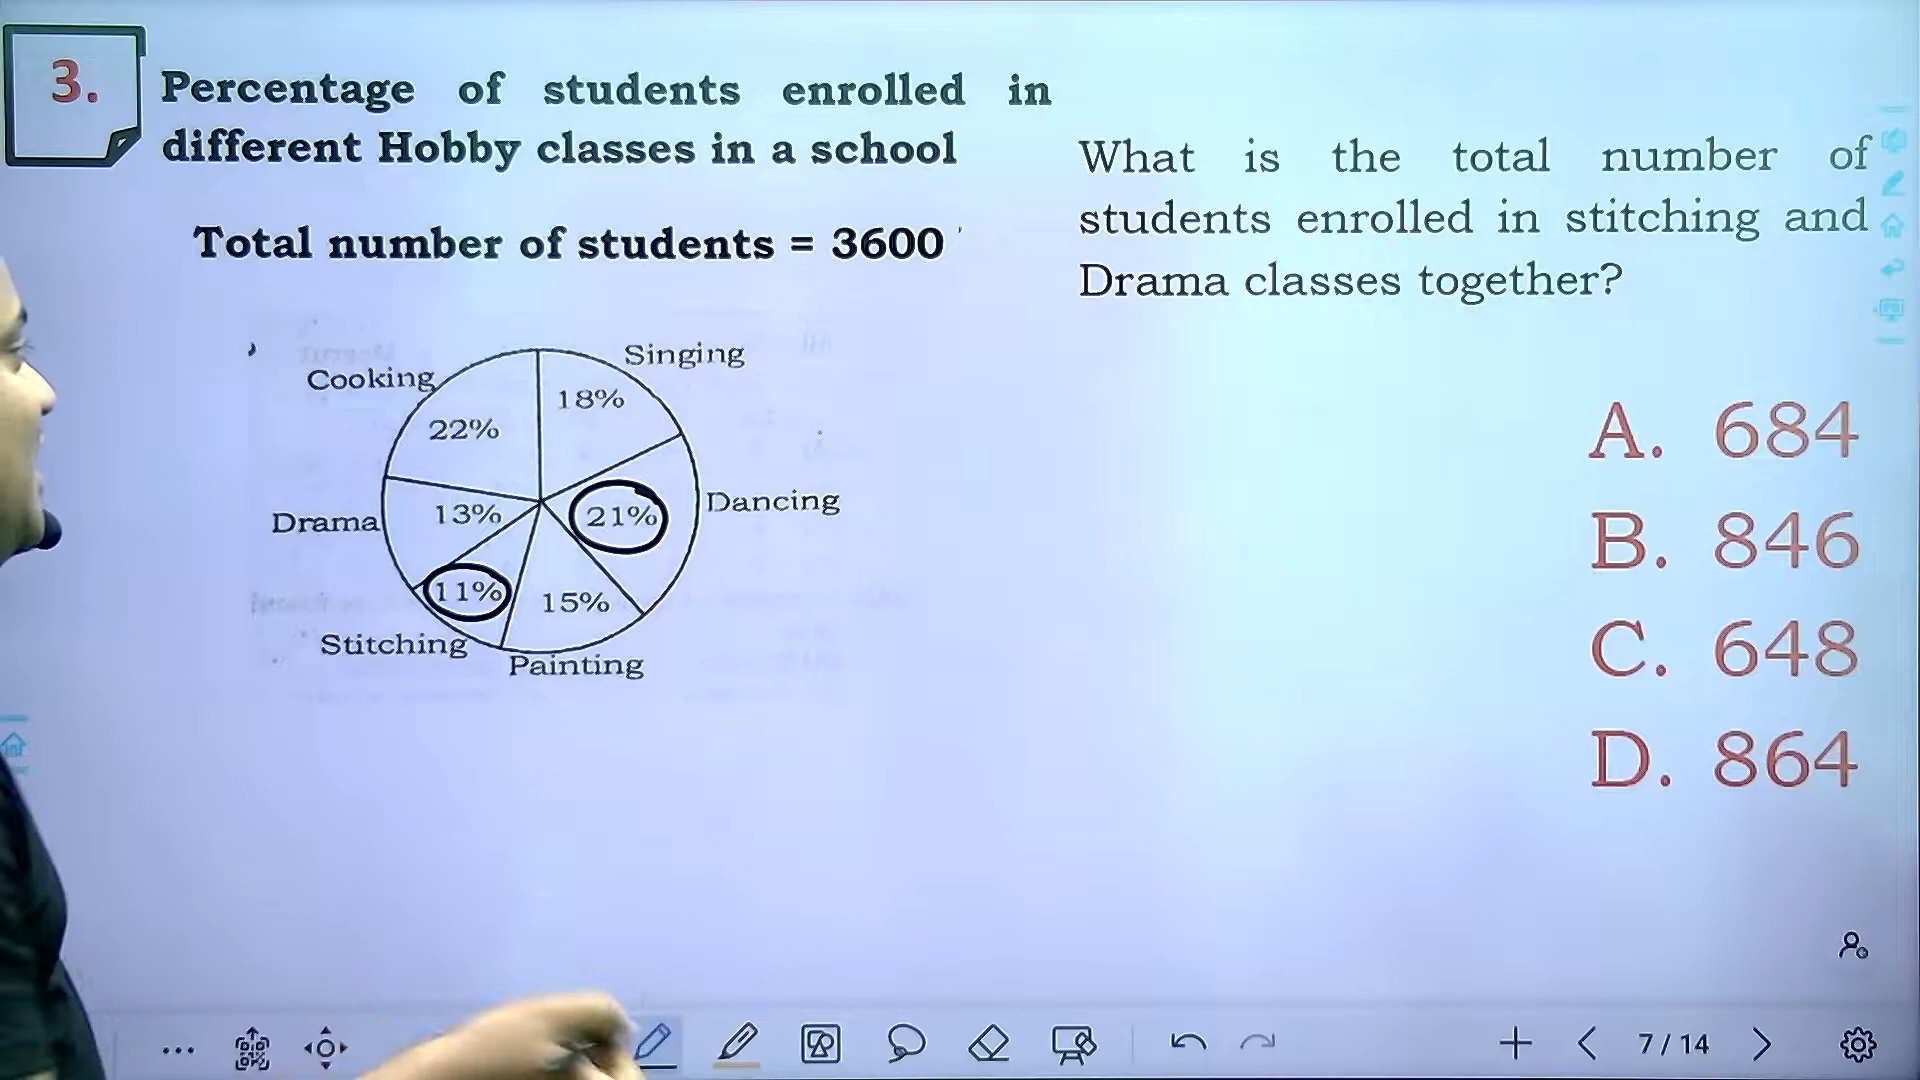 3.
Percentage of students enrolled in
different Hobby classes in a school
Total number of students = 3600
What is the total number of
students enrolled in stitching and
Drama classes together?
Singing
Cooking
18%
22%
Dancing
Drama
13%
21%
11%
15%
Stitching
Painting
A. 684
B. 846
C. 648
D. 864
7/14